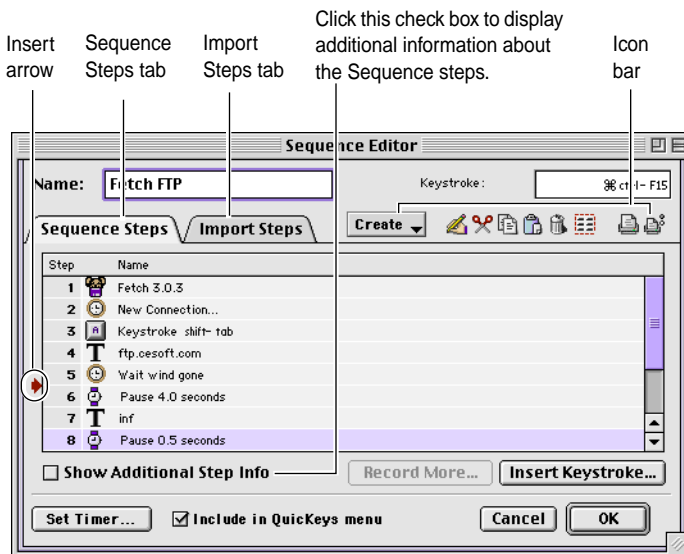 Click this check box to display
additional information about
the Sequence steps.
Insert
arrow
Sequence
Steps tab
Import
Steps tab
Icon
bar
Sequence Editor
Name: Fetch FTP
Keystroke: ⌘ ctrl- F15
Sequence Steps
Import Steps
Create
Step Name
1 Fetch 3.0.3
2 New Connection...
3 A Keystroke shift- tab
4 T ftp.cesoft.com
5 Wait wind gone
6 Pause 4.0 seconds
7 T inf
8 Pause 0.5 seconds
Show Additional Step Info
Record More...
Insert Keystroke...
Set Timer...
Include in QuicKeys menu
Cancel
OK